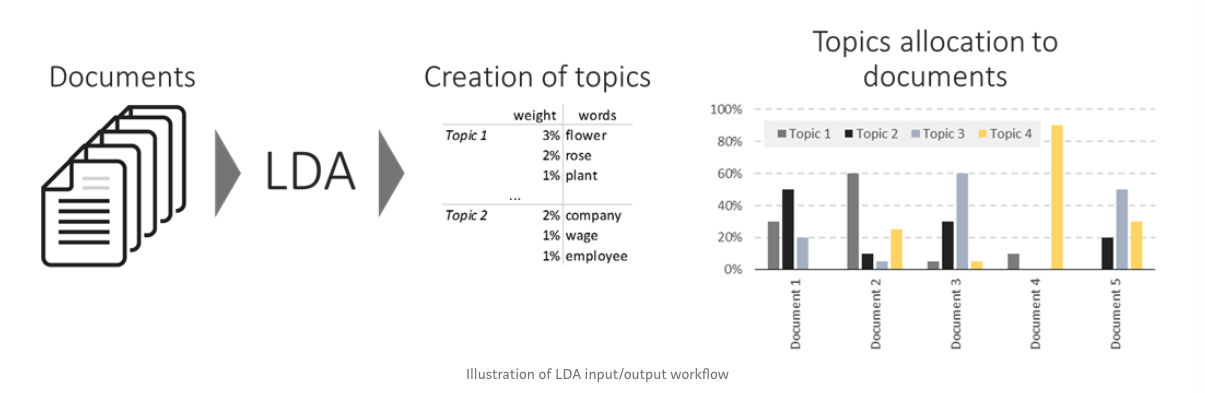 Documents
LDA
Creation of topics
weight words
Topic 1 3% flower
2% rose
1% plant
...
Topic 2 2% company
1% wage
1% employee
Topics allocation to
documents
100%
80%
60%
40%
20%
0%
Topic 1 Topic 2 Topic 3 Topic 4
Document 1
Document 2
Document 3
Document 4
Document 5
Illustration of LDA input/output workflow